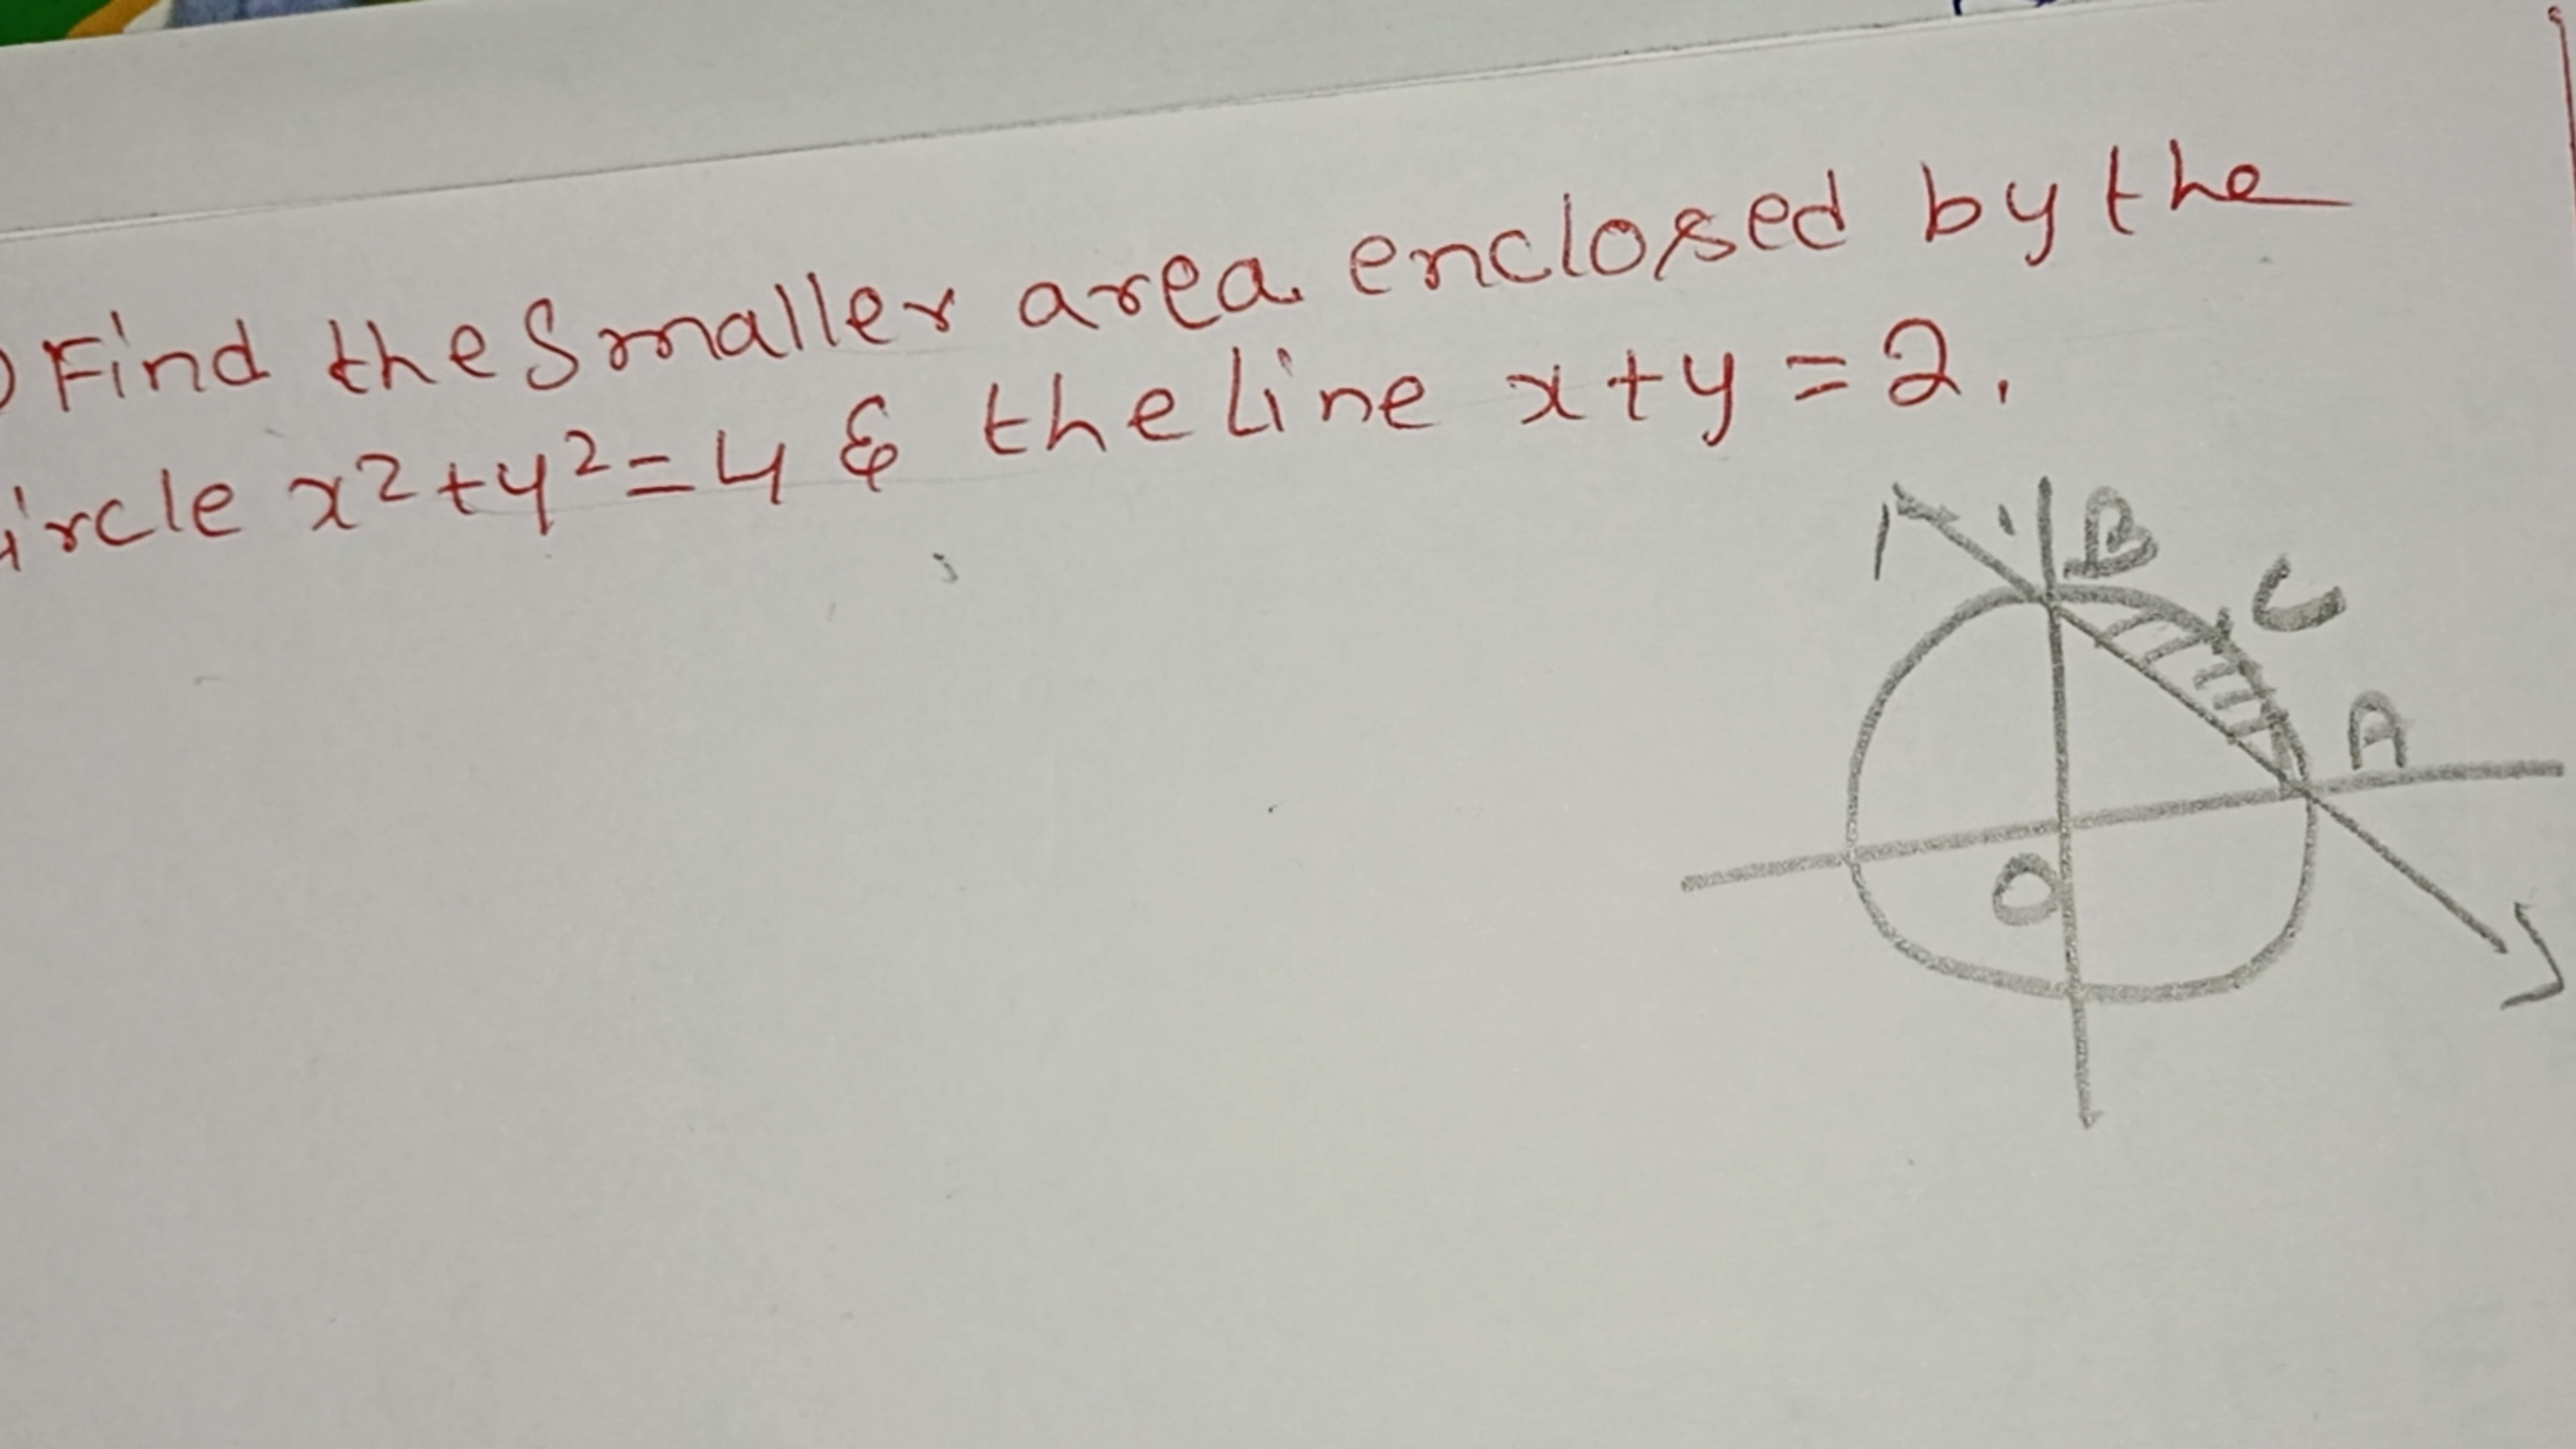 ) Find the Smaller area enclosed by the
ircle x²+y²=4 & the line x+y=2.
B
C
A
O